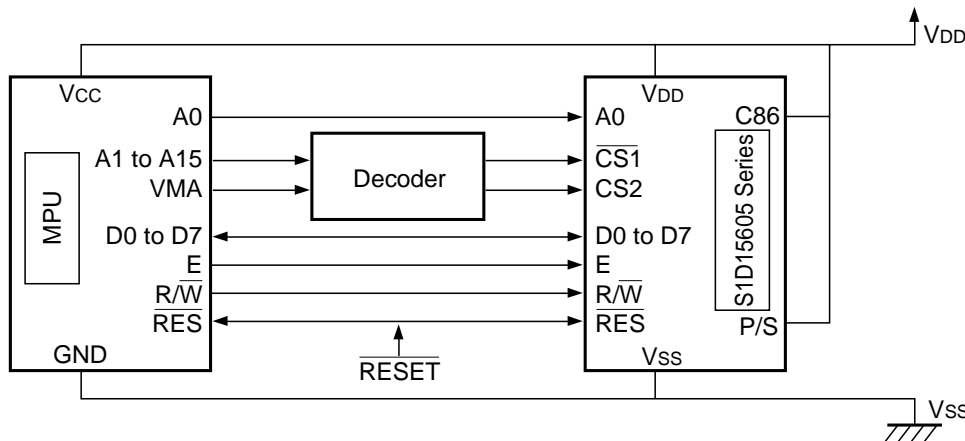 VDD
VCC
VDD
A0
A0
C86
A1 to A15
Decoder
CS1
VMA
CS2
MPU
S1D15605 Series
D0 to D7
D0 to D7
E
E
R/W
R/W
RES
RES
P/S
RESET
GND
VSS
VSS